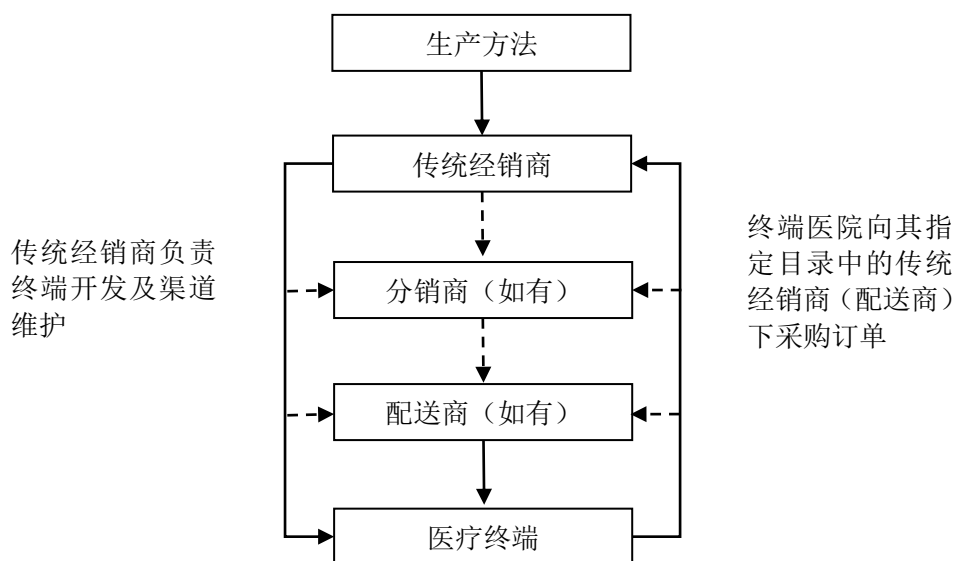 生产方法
传统经销商
传统经销商负责
终端开发及渠道
维护
终端医院向其指
定目录中的传统
经销商（配送商）
下采购订单
分销商（如有）
配送商（如有）
医疗终端